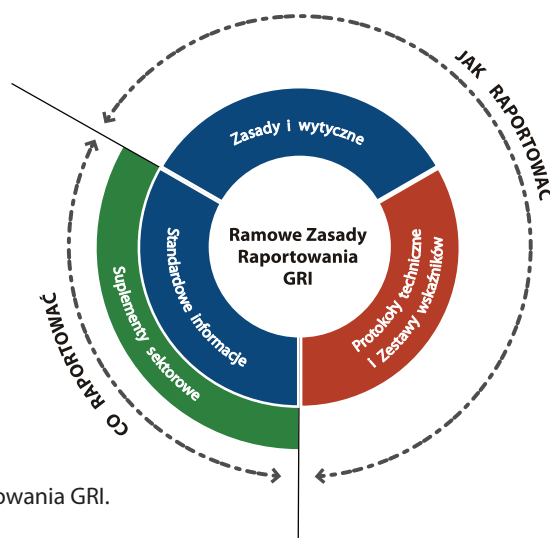 JAK RAPORTOWAĆ
Zasady i wytyczne
Ramowe Zasady
Raportowania
GRI
Standardowe informacje
Suplementy sektorowe
Protokoły techniczne
i Zestawy wskaźników
CO RAPORTOWAĆ
owania GRI.